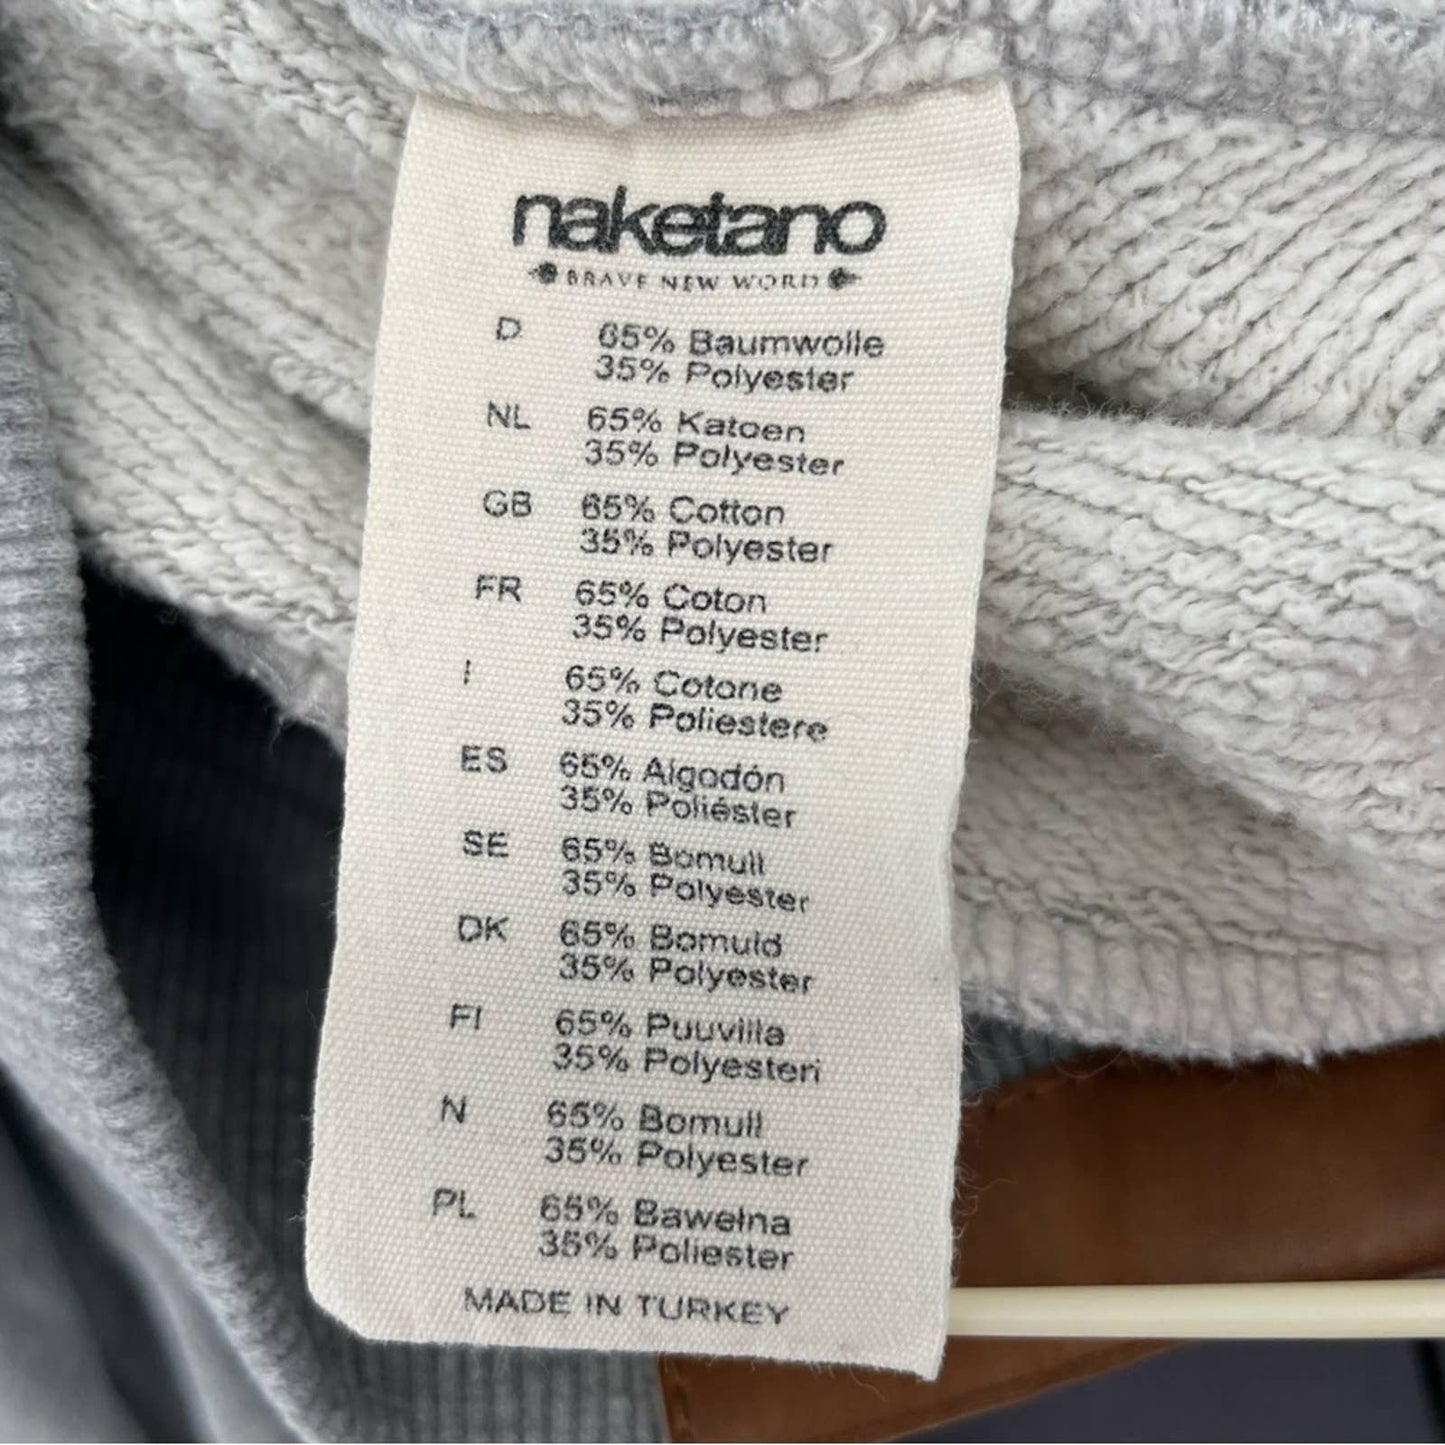 naketano
BRAVE NEW WORD
D 65% Baumwolle
35% Polyester
NL 65% Katoen
35% Polyester
GB 65% Cotton
35% Polyester
FR 65% Coton
35% Polyester
I 65% Cotone
35% Poliestere
ES 65% Algodón
35% Poliéster
SE 65% Bomull
35% Polyester
DK 65% Bomuld
35% Polyester
FI 65% Puuvilla
35% Polyesteri
N 65% Bomull
35% Polyester
PL 65% Bawełna
35% Poliester
MADE IN TURKEY